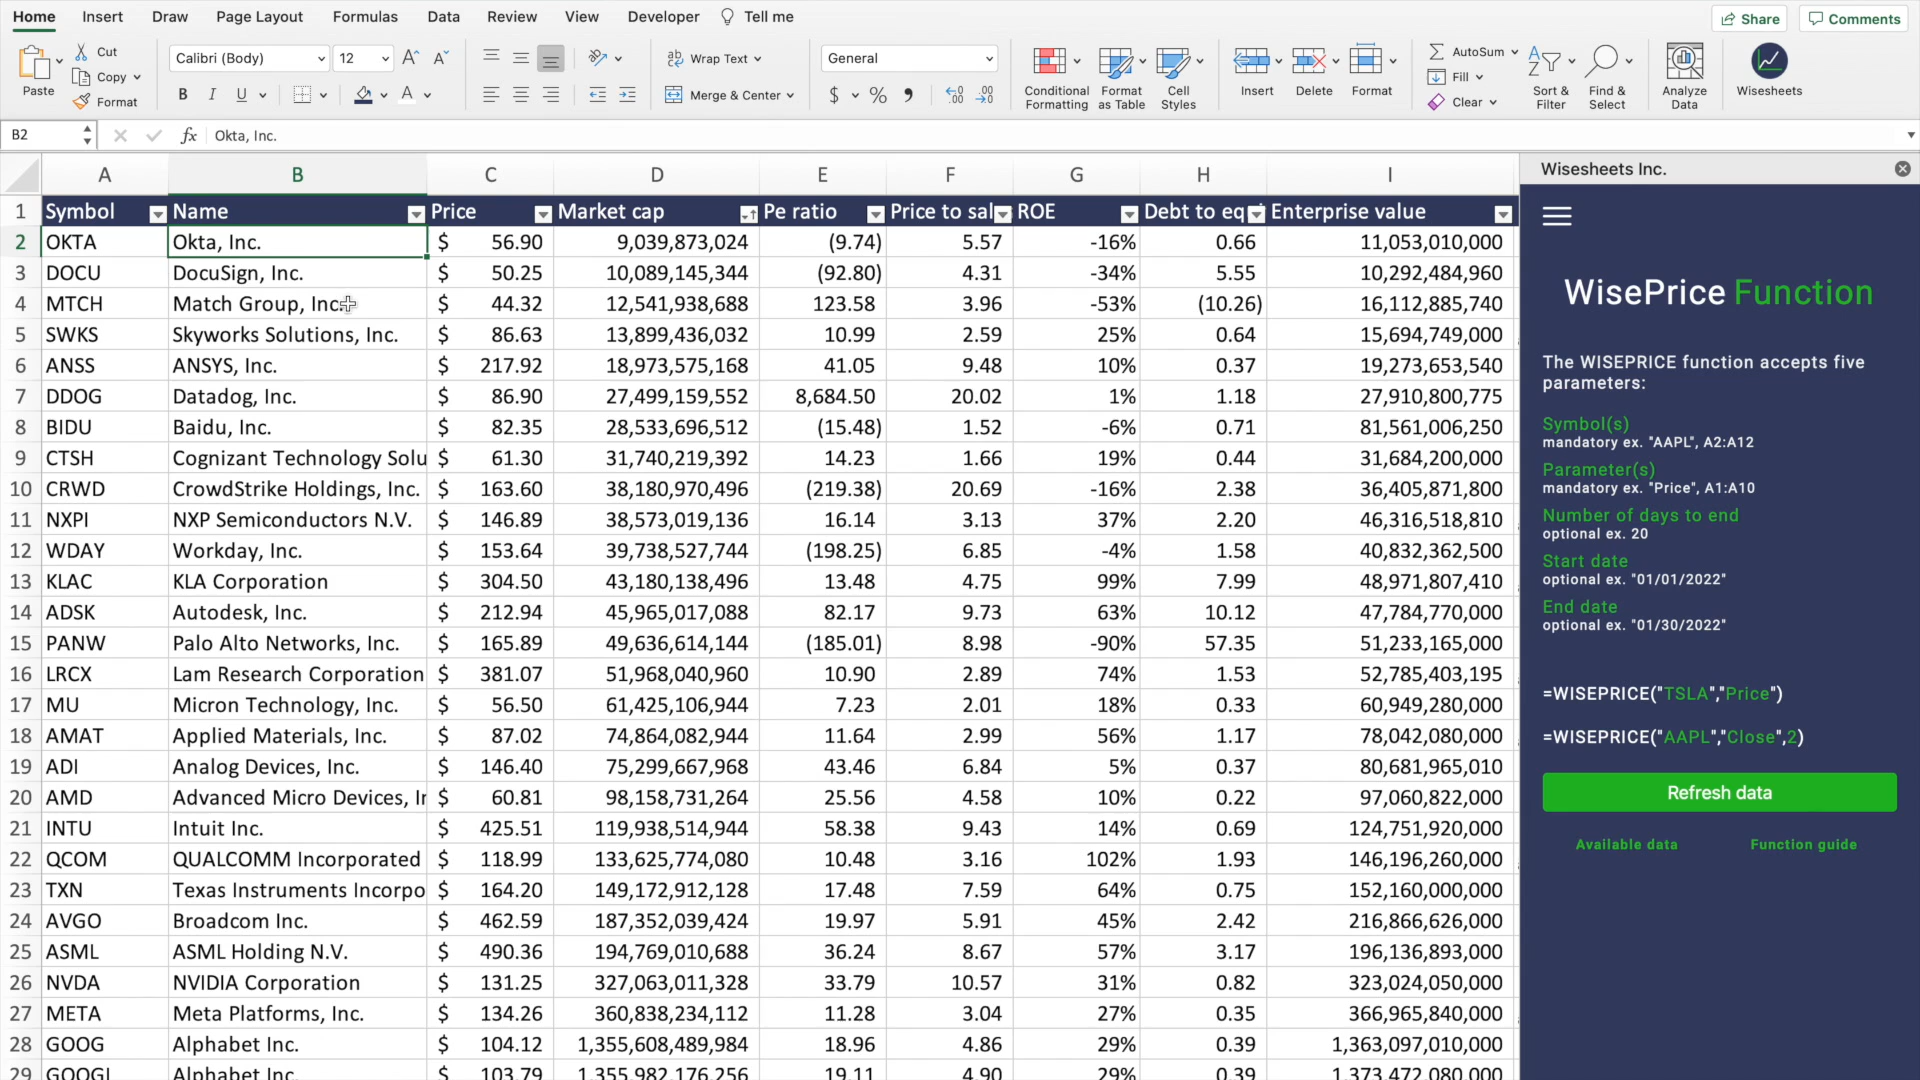 Home Insert Draw Page Layout Formulas Data Review View Developer Tell me Share Comments
Paste Cut Copy Format
Calibri (Body) 12
B I U
Wrap Text
Merge & Center
General
$ %
Conditional Formatting
Format as Table
Cell Styles
Insert Delete Format
AutoSum Fill Clear
Sort & Filter
Find & Select
Analyze Data
Wisesheets
B2 fx Okta, Inc.
A B C D E F G H I
1 Symbol Name Price Market cap Pe ratio Price to sal ROE Debt to eq Enterprise value
2 OKTA Okta, Inc. $ 56.90 9,039,873,024 (9.74) 5.57 -16% 0.66 11,053,010,000
3 DOCU DocuSign, Inc. $ 50.25 10,089,145,344 (92.80) 4.31 -34% 5.55 10,292,484,960
4 MTCH Match Group, Inc. $ 44.32 12,541,938,688 123.58 3.96 -53% (10.26) 16,112,885,740
5 SWKS Skyworks Solutions, Inc. $ 86.63 13,899,436,032 10.99 2.59 25% 0.64 15,694,749,000
6 ANSS ANSYS, Inc. $ 217.92 18,973,575,168 41.05 9.48 10% 0.37 19,273,653,540
7 DDOG Datadog, Inc. $ 86.90 27,499,159,552 8,684.50 20.02 1% 1.18 27,910,800,775
8 BIDU Baidu, Inc. $ 82.35 28,533,696,512 (15.48) 1.52 -6% 0.71 81,561,006,250
9 CTSH Cognizant Technology Solu $ 61.30 31,740,219,392 14.23 1.66 19% 0.44 31,684,200,000
10 CRWD CrowdStrike Holdings, Inc. $ 163.60 38,180,970,496 (219.38) 20.69 -16% 2.38 36,405,871,800
11 NXPI NXP Semiconductors N.V. $ 146.89 38,573,019,136 16.14 3.13 37% 2.20 46,316,518,810
12 WDAY Workday, Inc. $ 153.64 39,738,527,744 (198.25) 6.85 -4% 1.58 40,832,362,500
13 KLAC KLA Corporation $ 304.50 43,180,138,496 13.48 4.75 99% 7.99 48,971,807,410
14 ADSK Autodesk, Inc. $ 212.94 45,965,017,088 82.17 9.73 63% 10.12 47,784,770,000
15 PANW Palo Alto Networks, Inc. $ 165.89 49,636,614,144 (185.01) 8.98 -90% 57.35 51,233,165,000
16 LRCX Lam Research Corporation $ 381.07 51,968,040,960 10.90 2.89 74% 1.53 52,785,403,195
17 MU Micron Technology, Inc. $ 56.50 61,425,106,944 7.23 2.01 18% 0.33 60,949,280,000
18 AMAT Applied Materials, Inc. $ 87.02 74,864,082,944 11.64 2.99 56% 1.17 78,042,080,000
19 ADI Analog Devices, Inc. $ 146.40 75,299,667,968 43.46 6.84 5% 0.37 80,681,965,010
20 AMD Advanced Micro Devices, Ir $ 60.81 98,158,731,264 25.56 4.58 10% 0.22 97,060,822,000
21 INTU Intuit Inc. $ 425.51 119,938,514,944 58.38 9.43 14% 0.69 124,751,920,000
22 QCOM QUALCOMM Incorporated $ 118.99 133,625,774,080 10.48 3.16 102% 1.93 146,196,260,000
23 TXN Texas Instruments Incorpo $ 164.20 149,172,912,128 17.48 7.59 64% 0.75 152,160,000,000
24 AVGO Broadcom Inc. $ 462.59 187,352,039,424 19.97 5.91 45% 2.42 216,866,626,000
25 ASML ASML Holding N.V. $ 490.36 194,769,010,688 36.24 8.67 57% 3.17 196,136,893,000
26 NVDA NVIDIA Corporation $ 131.25 327,063,011,328 33.79 10.57 31% 0.82 323,024,050,000
27 META Meta Platforms, Inc. $ 134.26 360,838,234,112 11.28 3.04 27% 0.35 366,965,840,000
28 GOOG Alphabet Inc. $ 104.12 1,355,608,489,984 18.96 4.86 29% 0.39 1,363,097,010,000
29 GOOGL Alphabet Inc. $ 103.79 1,355,982,176,256 19.11 4.90 29% 0.39 1,373,472,080,000
Wisesheets Inc.
WisePrice Function
The WISEPRICE function accepts five
parameters:
Symbol(s)
mandatory ex. "AAPL", A2:A12
Parameter(s)
mandatory ex. "Price", A1:A10
Number of days to end
optional ex. 20
Start date
optional ex. "01/01/2022"
End date
optional ex. "01/30/2022"
=WISEPRICE("TSLA","Price")
=WISEPRICE("AAPL","Close",2)
Refresh data
Available data Function guide